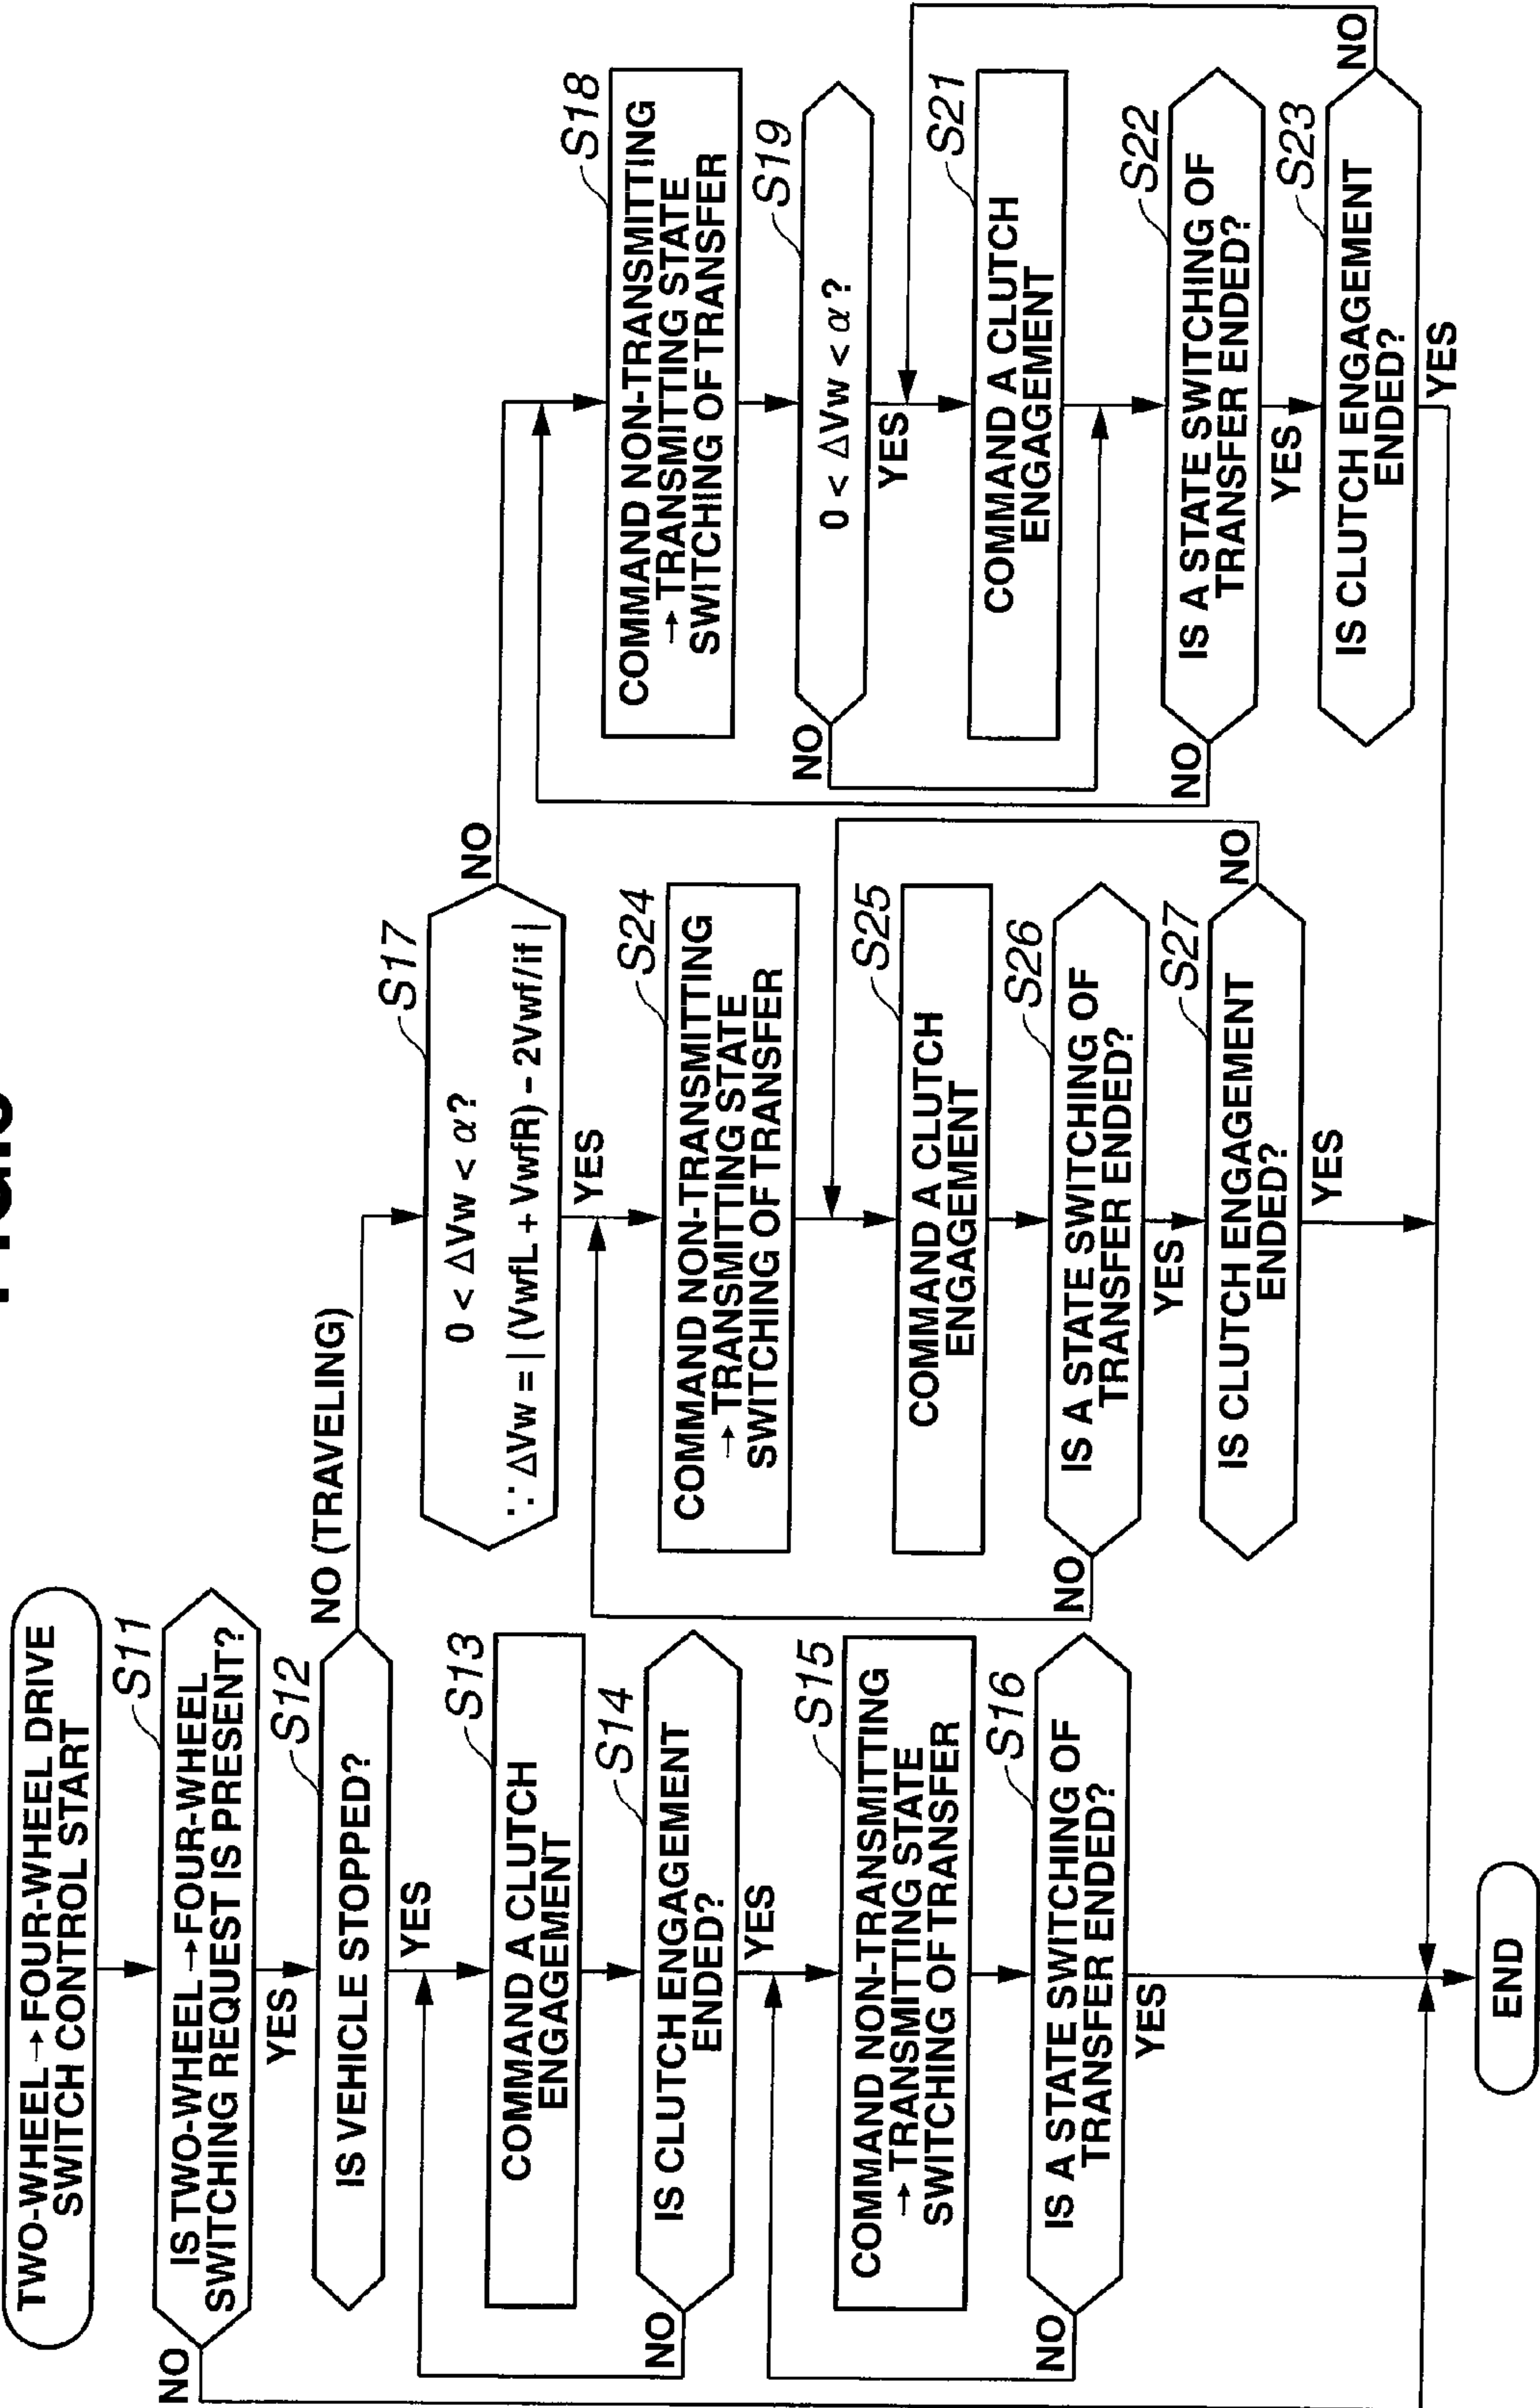 TWO-WHEEL → FOUR-WHEEL DRIVE
SWITCH CONTROL START
S11
IS TWO-WHEEL → FOUR-WHEEL
SWITCHING REQUEST IS PRESENT?
NO
YES
S12
IS VEHICLE STOPPED?
NO (TRAVELING)
YES
S13
COMMAND A CLUTCH
ENGAGEMENT
S14
IS CLUTCH ENGAGEMENT
ENDED?
NO
YES
S15
COMMAND NON-TRANSMITTING
→ TRANSMITTING STATE
SWITCHING OF TRANSFER
S16
IS A STATE SWITCHING OF
TRANSFER ENDED?
NO
YES
S17
0 < ΔVw < α?
∵ ΔVw = | (VwfL + VwfR) − 2Vwf/if |
NO
YES
S24
COMMAND NON-TRANSMITTING
→ TRANSMITTING STATE
SWITCHING OF TRANSFER
S25
COMMAND A CLUTCH
ENGAGEMENT
S26
IS A STATE SWITCHING OF
TRANSFER ENDED?
NO
YES
S27
IS CLUTCH ENGAGEMENT
ENDED?
NO
YES
S18
COMMAND NON-TRANSMITTING
→ TRANSMITTING STATE
SWITCHING OF TRANSFER
S19
0 < ΔVw < α?
NO
YES
S21
COMMAND A CLUTCH
ENGAGEMENT
S22
IS A STATE SWITCHING OF
TRANSFER ENDED?
NO
YES
S23
IS CLUTCH ENGAGEMENT
ENDED?
NO
YES
END